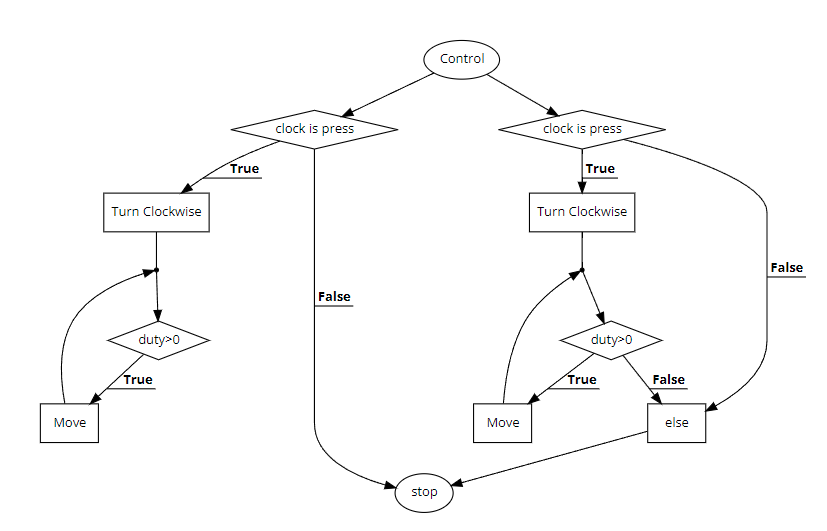 Control
clock is press
clock is press
True
True
Turn Clockwise
Turn Clockwise
False
False
duty>0
duty>0
True
True
False
Move
Move
else
stop